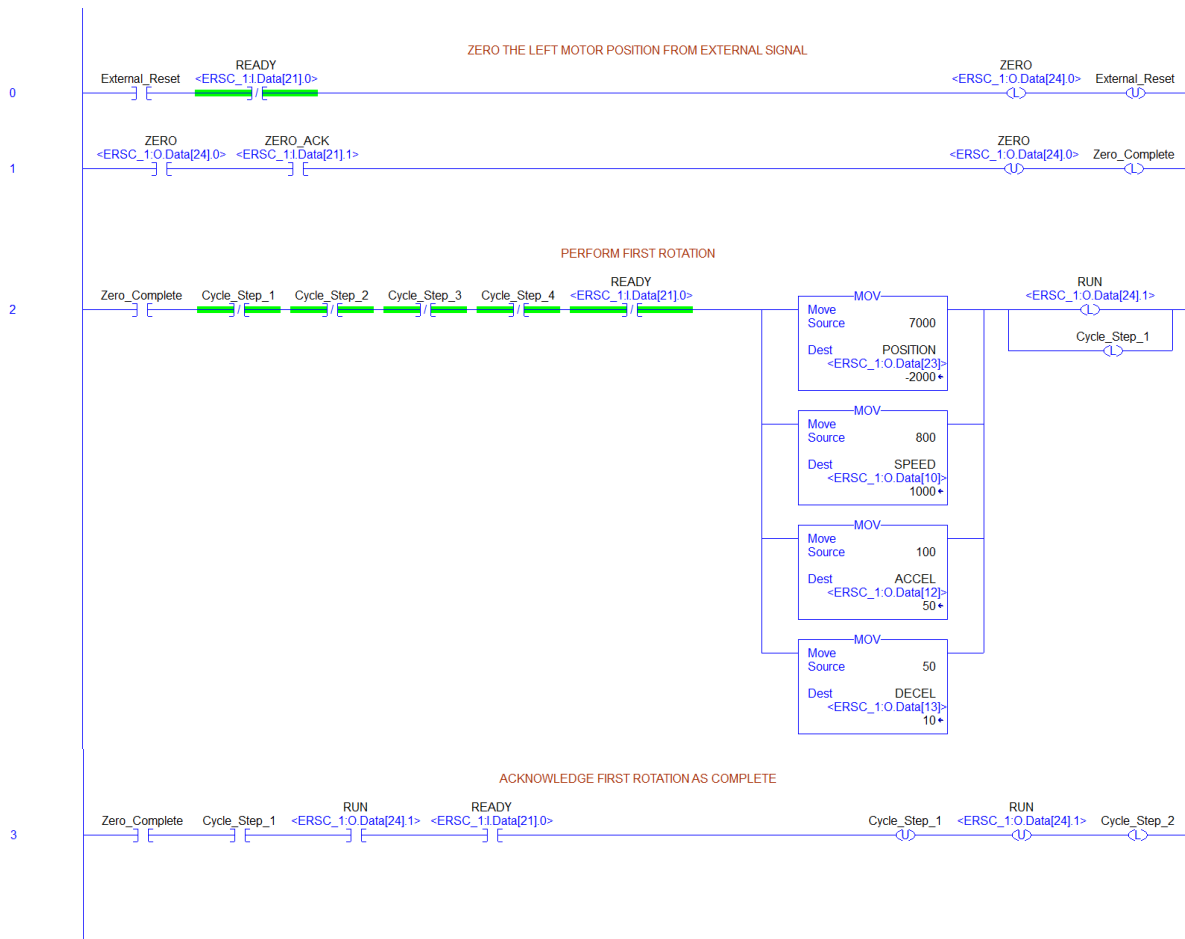 ZERO THE LEFT MOTOR POSITION FROM EXTERNAL SIGNAL
READY ZERO
External_Reset <ERSC_1:I.Data[21].0> <ERSC_1:O.Data[24].0> External_Reset
0 / L U
ZERO ZERO_ACK ZERO
<ERSC_1:O.Data[24].0> <ERSC_1:I.Data[21].1> <ERSC_1:O.Data[24].0> Zero_Complete
1 U L
PERFORM FIRST ROTATION
READY RUN
Zero_Complete Cycle_Step_1 Cycle_Step_2 Cycle_Step_3 Cycle_Step_4 <ERSC_1:I.Data[21].0> <ERSC_1:O.Data[24].1>
2 / / / / / L
MOV
Move
Source 7000
Dest POSITION
<ERSC_1:O.Data[23]>
-2000
Cycle_Step_1
L
MOV
Move
Source 800
Dest SPEED
<ERSC_1:O.Data[10]>
1000
MOV
Move
Source 100
Dest ACCEL
<ERSC_1:O.Data[12]>
50
MOV
Move
Source 50
Dest DECEL
<ERSC_1:O.Data[13]>
10
ACKNOWLEDGE FIRST ROTATION AS COMPLETE
RUN READY RUN
Zero_Complete Cycle_Step_1 <ERSC_1:O.Data[24].1> <ERSC_1:I.Data[21].0> Cycle_Step_1 <ERSC_1:O.Data[24].1> Cycle_Step_2
3 U U L